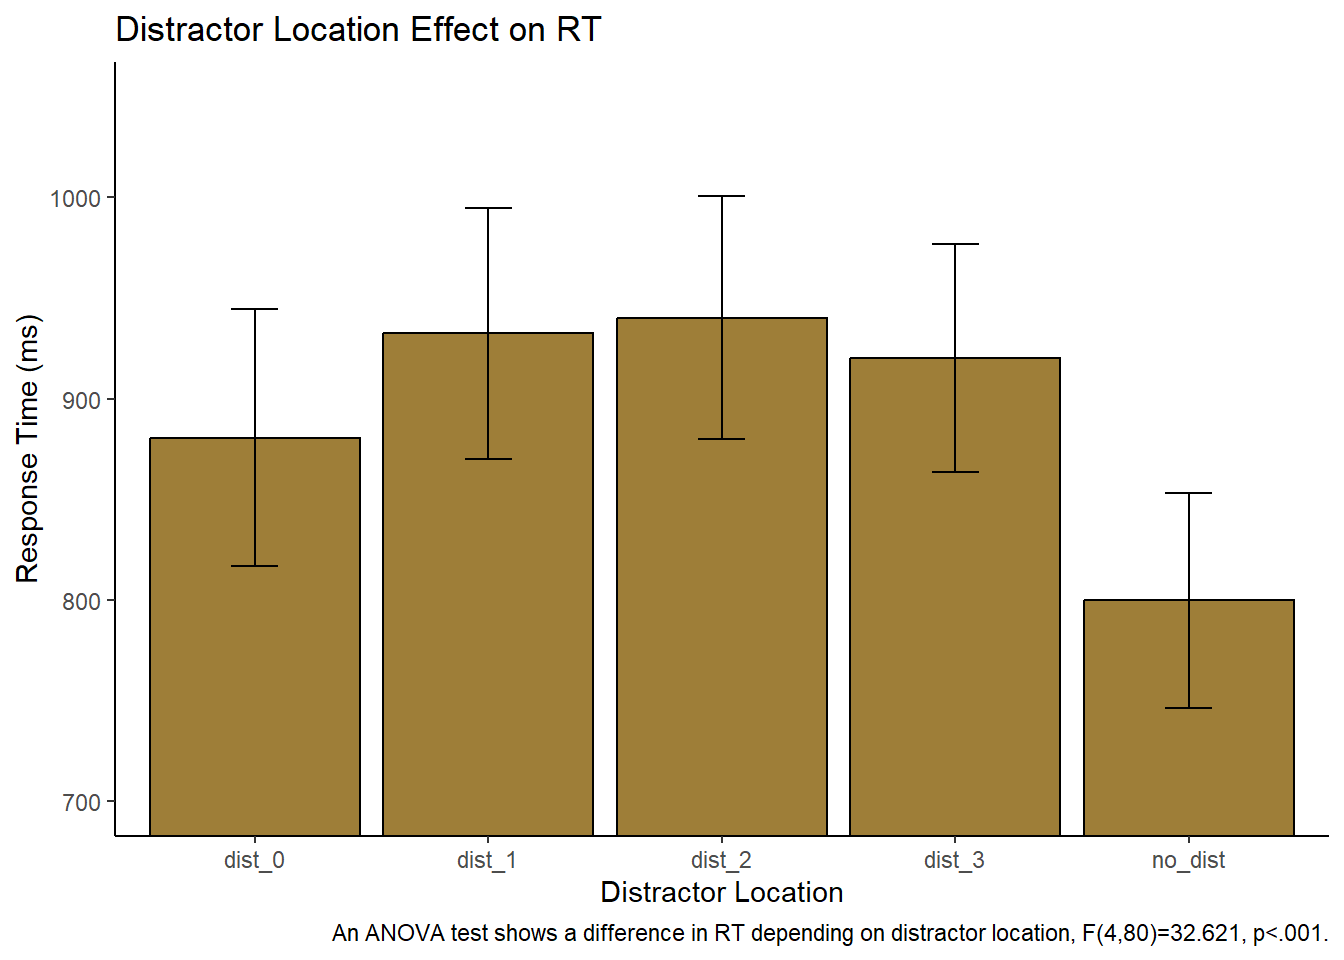 Distractor Location Effect on RT
Response Time (ms)
1000
900
800
700
dist_0 dist_1 dist_2 dist_3 no_dist
Distractor Location
An ANOVA test shows a difference in RT depending on distractor location, F(4,80)=32.621, p<.001.